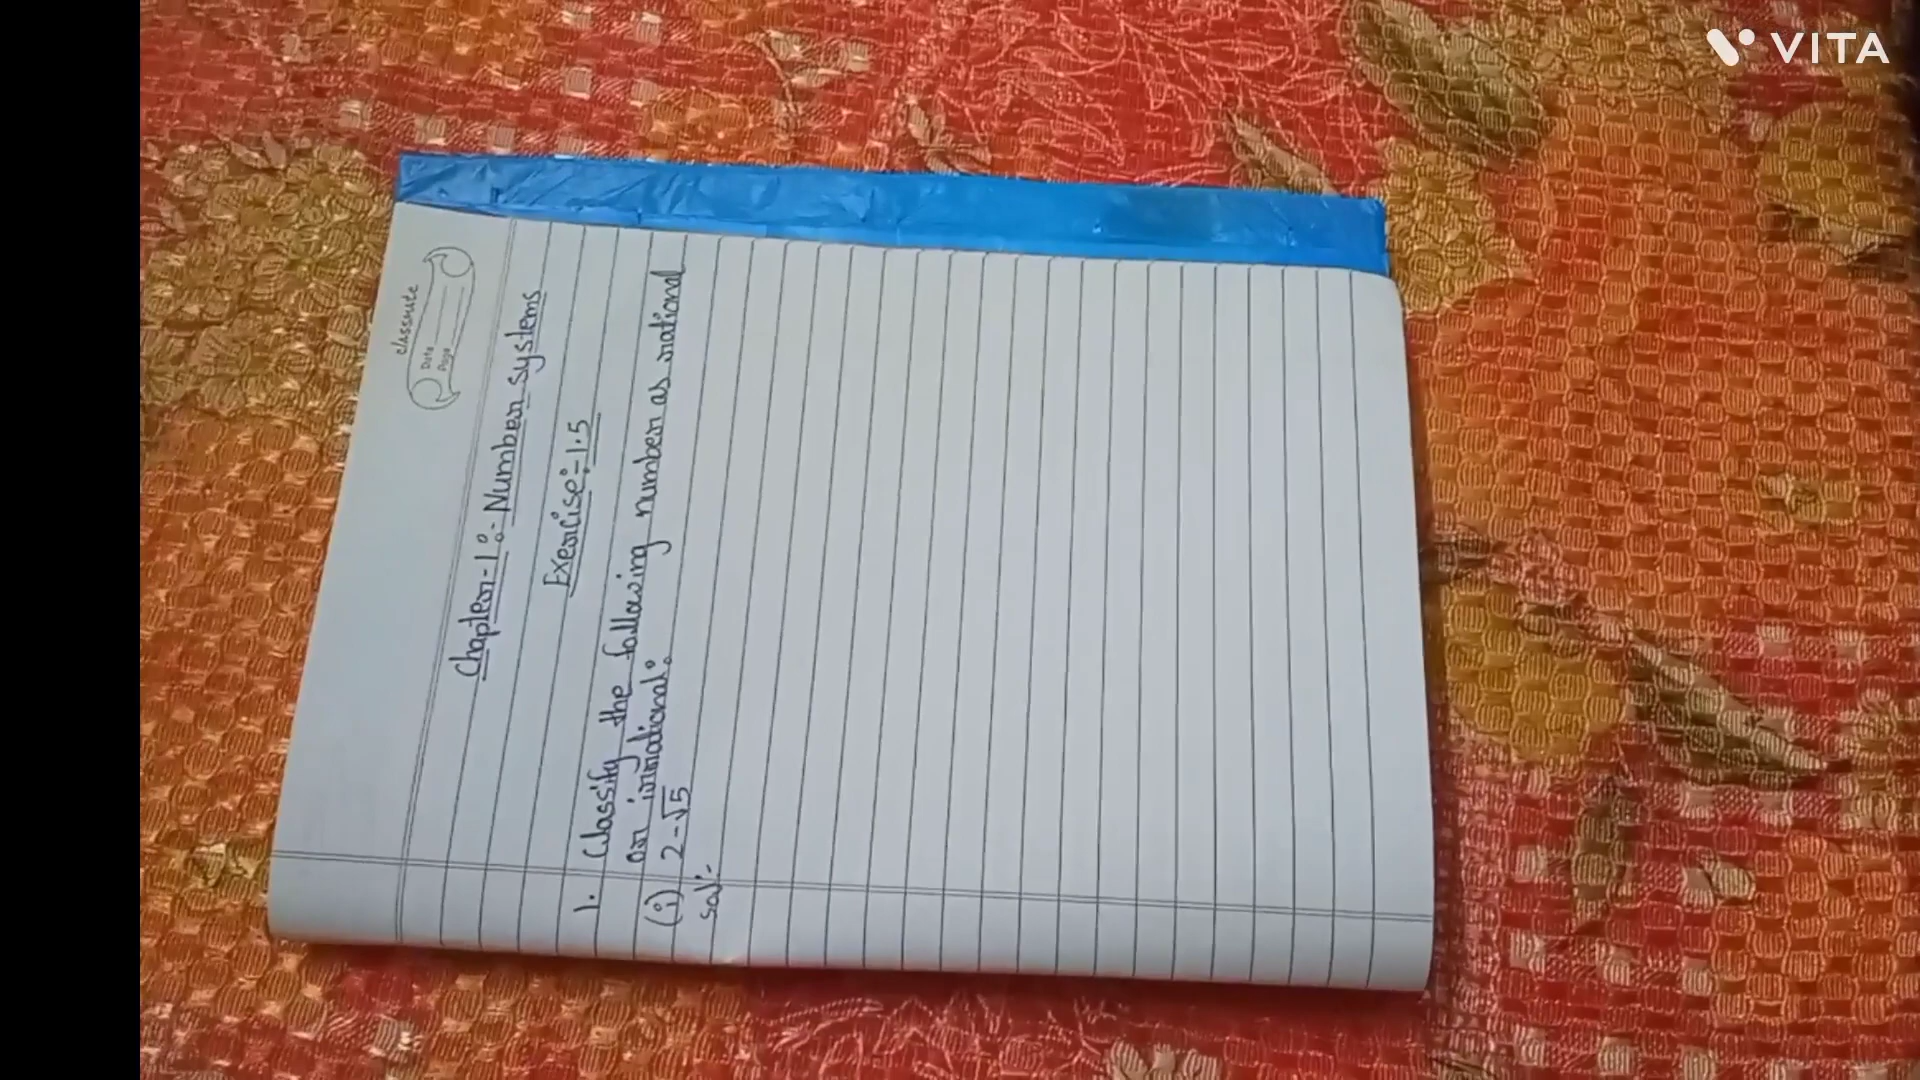 VITA
classmate
Date
Page
Chapter-1:- Number systems
Exercise:-1.5
1. Classify the following numbers as rational
or irrational:
(i) 2-√5
sol:-